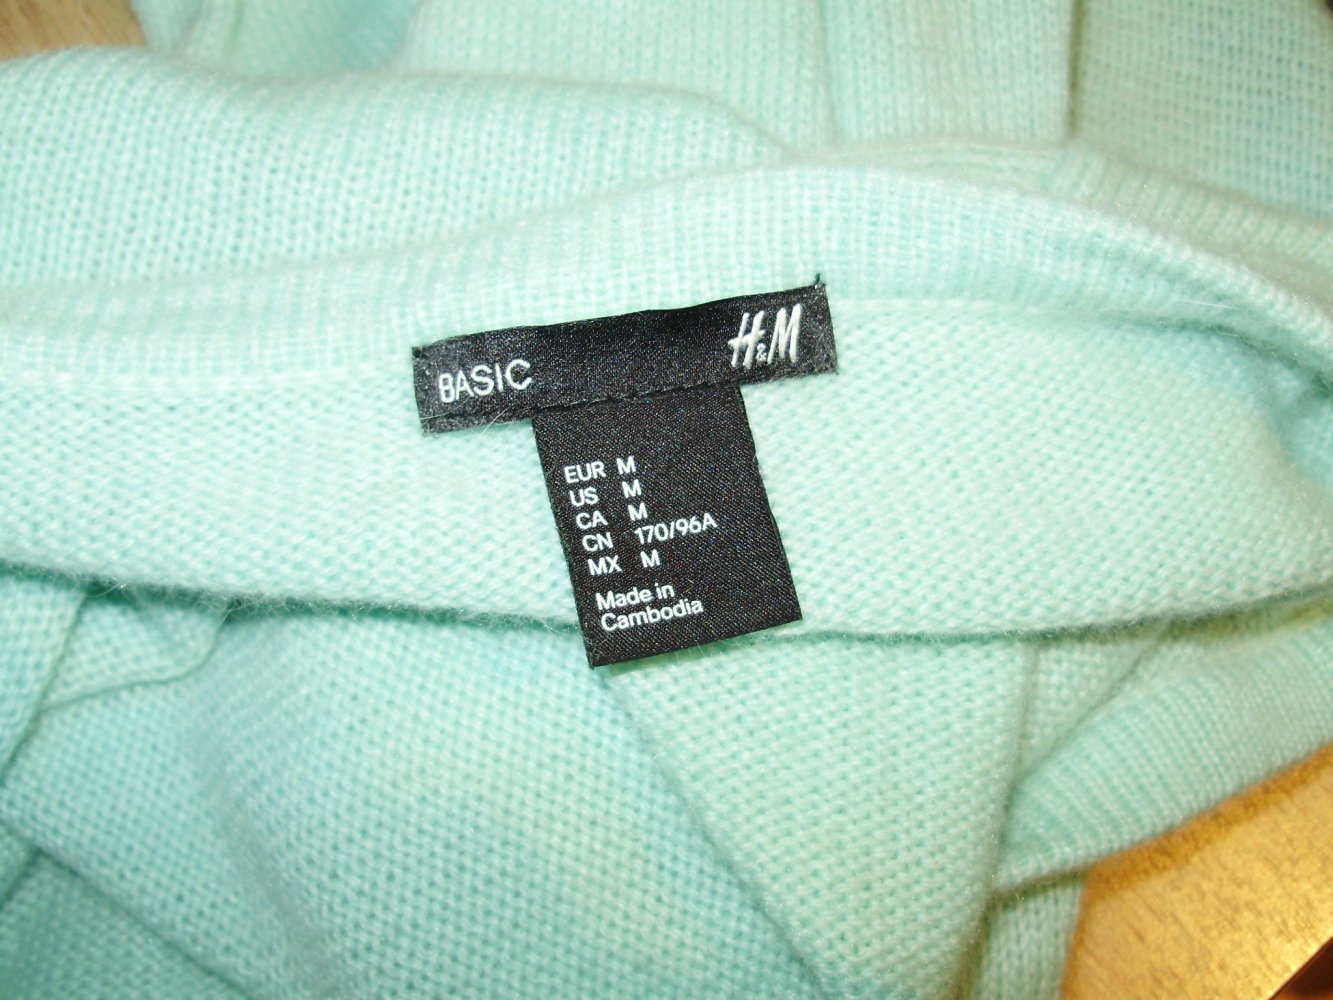 BASIC H&M
EUR M
US M
CA M
CN 170/96A
MX M
Made in
Cambodia